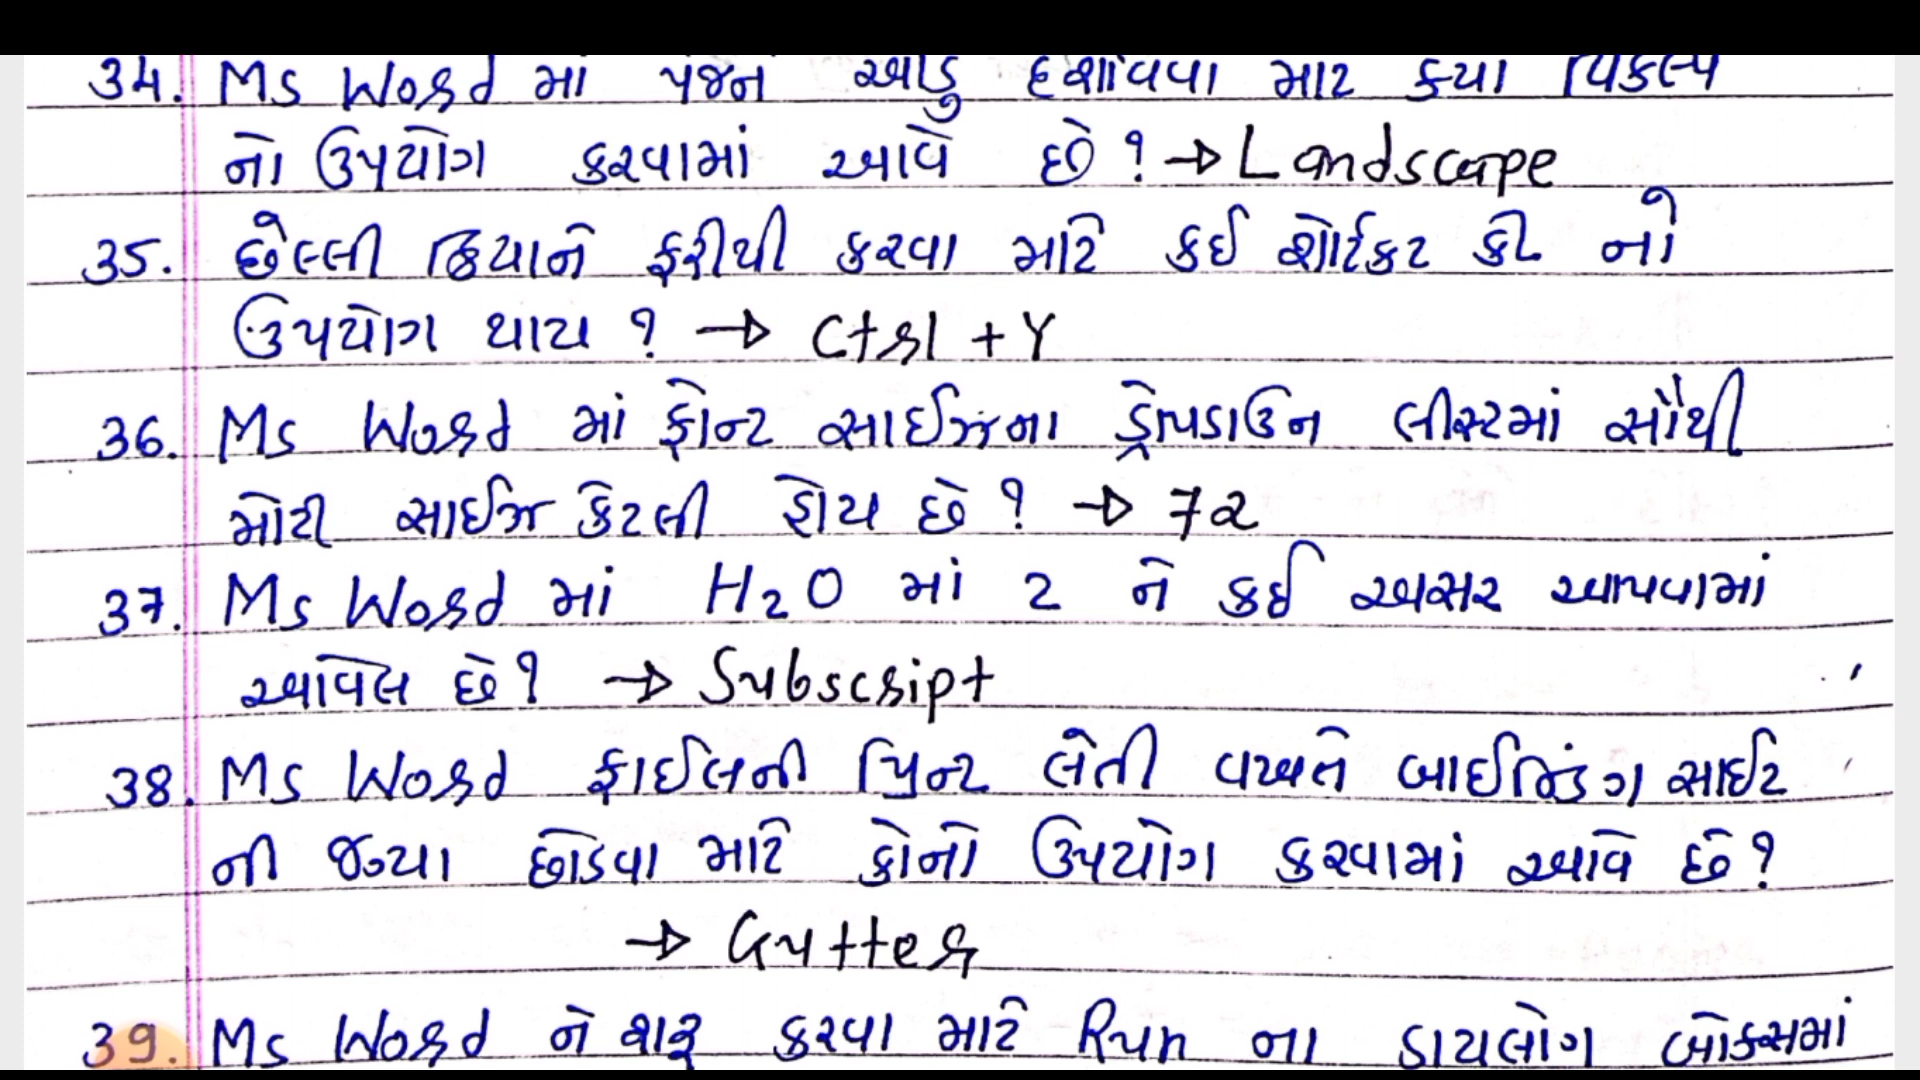 34. Ms Word માં પેજને આડુ દર્શાવવા માટે ક્યા વિકલ્પ
નો ઉપયોગ કરવામાં આવે છે ? → Landscape
35. છેલ્લી ક્રિયાને ફરીથી કરવા માટે કઈ શોર્ટકટ કી નો
ઉપયોગ થાય ? → Ctrl + Y
36. Ms Word માં ફોન્ટ સાઈઝના ડ્રોપડાઉન લીસ્ટમાં સૌથી
મોટી સાઈઝ કેટલી હોય છે ? → 72
37. Ms Word માં H₂O માં 2 ને કઈ અસર આપવામાં
આવેલ છે ? → Subscript
38. Ms Word ફાઈલની પ્રિન્ટ લેતી વખતે બાઈન્ડિંગ સાઈટ
ની જગ્યા છોડવા માટે કોનો ઉપયોગ કરવામાં આવે છે ?
→ Gutter
39. Ms Word ને શરૂ કરવા માટે Run ના ડાયલોગ બોક્સમાં